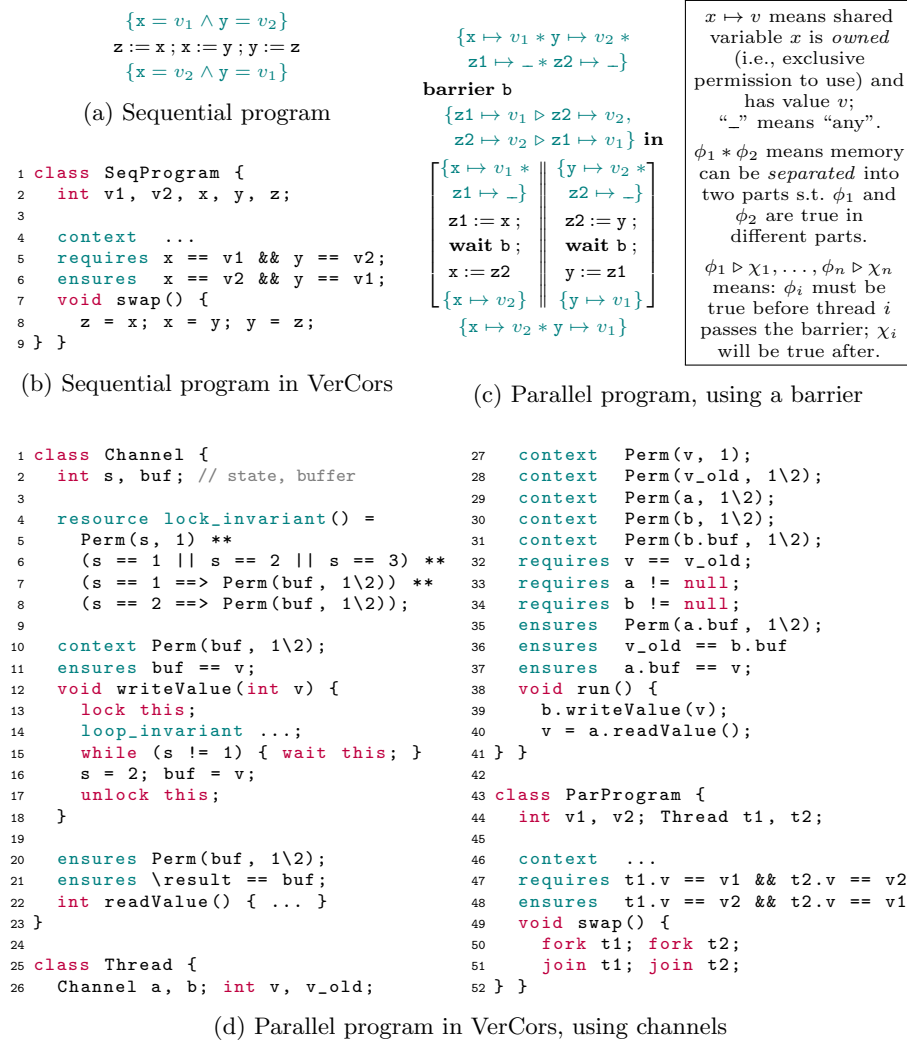 {x = v₁ ∧ y = v₂}
z := x ; x := y ; y := z
{x = v₂ ∧ y = v₁}
(a) Sequential program
1 class SeqProgram {
2   int v1, v2, x, y, z;
3
4   context  ...
5   requires x == v1 && y == v2;
6   ensures  x == v2 && y == v1;
7   void swap() {
8     z = x; x = y; y = z;
9 } }
(b) Sequential program in VerCors
{x ↦ v₁ * y ↦ v₂ *
z1 ↦ _ * z2 ↦ _}
barrier b
{z1 ↦ v₁ ▷ z2 ↦ v₂,
z2 ↦ v₂ ▷ z1 ↦ v₁} in
{x ↦ v₁ * ‖ {y ↦ v₂ *
z1 ↦ _} ‖ z2 ↦ _}
z1 := x ; ‖ z2 := y ;
wait b ; ‖ wait b ;
x := z2 ‖ y := z1
{x ↦ v₂} ‖ {y ↦ v₁}
{x ↦ v₂ * y ↦ v₁}
(c) Parallel program, using a barrier
x ↦ v means shared
variable x is owned
(i.e., exclusive
permission to use) and
has value v;
“_” means “any”.
ϕ₁ * ϕ₂ means memory
can be separated into
two parts s.t. ϕ₁ and
ϕ₂ are true in
different parts.
ϕ₁ ▷ χ₁, . . . , ϕₙ ▷ χₙ
means: ϕᵢ must be
true before thread i
passes the barrier; χᵢ
will be true after.
1 class Channel {
2   int s, buf; // state, buffer
3
4   resource lock_invariant() =
5     Perm(s, 1) **
6     (s == 1 || s == 2 || s == 3) **
7     (s == 1 ==> Perm(buf, 1\2)) **
8     (s == 2 ==> Perm(buf, 1\2));
9
10   context Perm(buf, 1\2);
11   ensures buf == v;
12   void writeValue(int v) {
13     lock this;
14     loop_invariant ...;
15     while (s != 1) { wait this; }
16     s = 2; buf = v;
17     unlock this;
18   }
19
20   ensures Perm(buf, 1\2);
21   ensures \result == buf;
22   int readValue() { ... }
23 }
24
25 class Thread {
26   Channel a, b; int v, v_old;
27   context  Perm(v, 1);
28   context  Perm(v_old, 1\2);
29   context  Perm(a, 1\2);
30   context  Perm(b, 1\2);
31   context  Perm(b.buf, 1\2);
32   requires v == v_old;
33   requires a != null;
34   requires b != null;
35   ensures  Perm(a.buf, 1\2);
36   ensures  v_old == b.buf
37   ensures  a.buf == v;
38   void run() {
39     b.writeValue(v);
40     v = a.readValue();
41 } }
42
43 class ParProgram {
44   int v1, v2; Thread t1, t2;
45
46   context  ...
47   requires t1.v == v1 && t2.v == v2
48   ensures  t1.v == v2 && t2.v == v1
49   void swap() {
50     fork t1; fork t2;
51     join t1; join t2;
52 } }
(d) Parallel program in VerCors, using channels